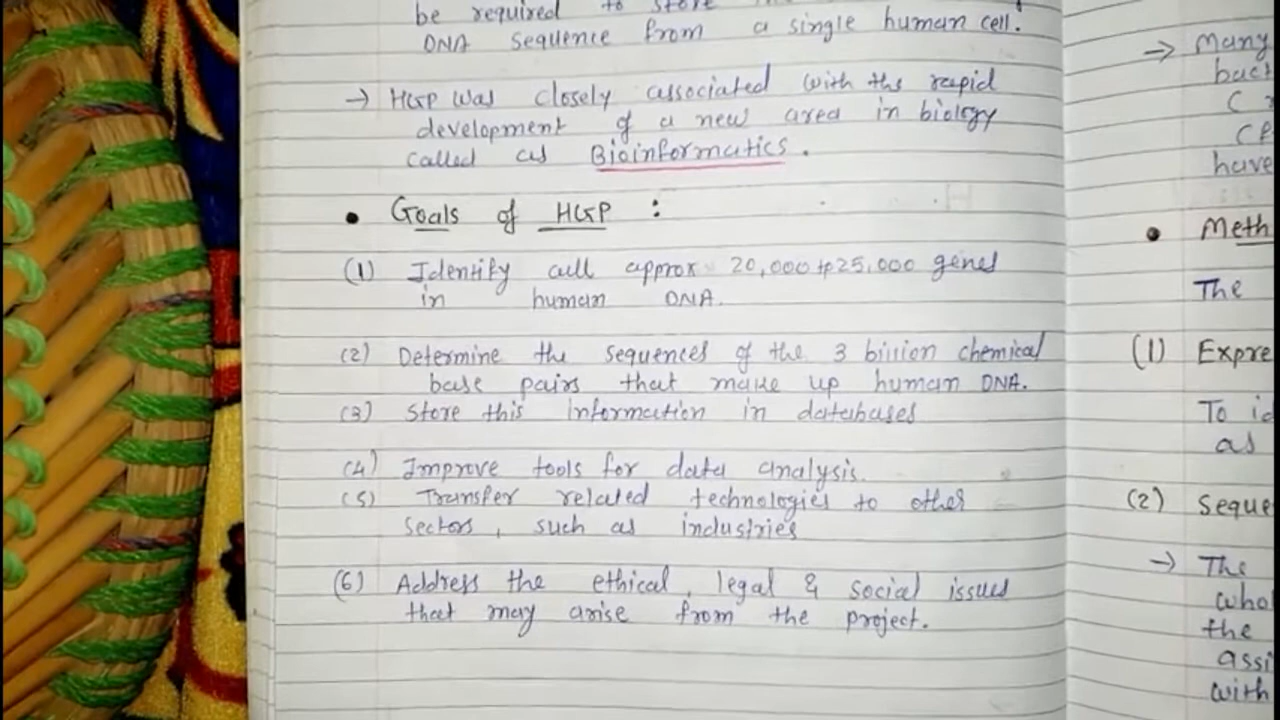 be required to store
DNA sequence from a single human cell.
→ HGP was closely associated with the rapid
development of a new area in biology
called as Bioinformatics.
• Goals of HGP :
(1) Identify all approx 20,000 to 25,000 genes
in human DNA.
(2) Determine the sequences of the 3 billion chemical
base pairs that make up human DNA.
(3) Store this information in databases
(4) Improve tools for data analysis.
(5) Transfer related technologies to other
sectors, such as industries
(6) Address the ethical, legal & social issues
that may arise from the project.
→ Many
bact
(
CE
have
• Meth
The
(1) Expre
To id
as
(2) Seque
→ The
who
the
assi
with